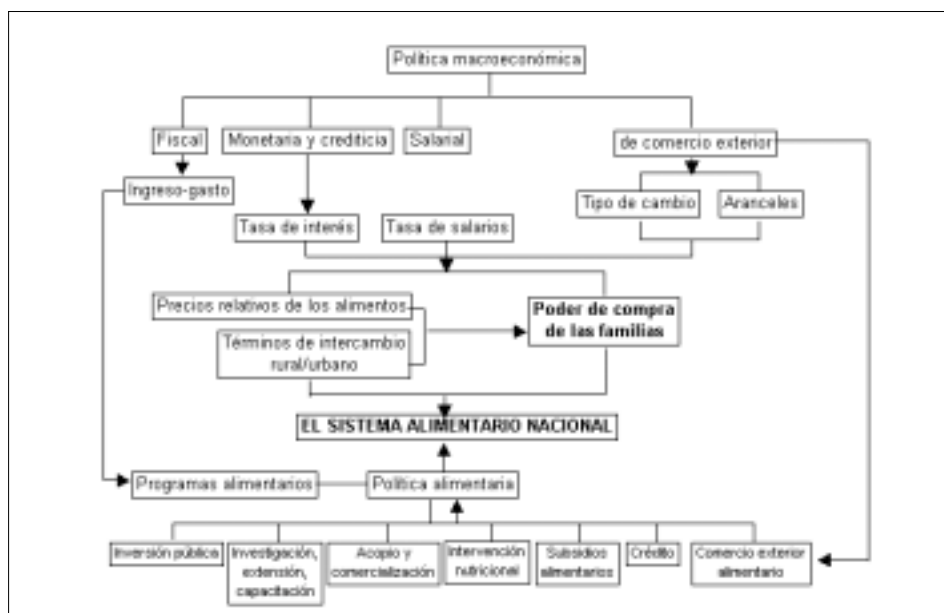 Política macroeconómica
Fiscal
Monetaria y crediticia
Salarial
de comercio exterior
Ingreso-gasto
Tipo de cambio
Aranceles
Tasa de interés
Tasa de salarios
Precios relativos de los alimentos
Poder de compra
de las familias
Términos de intercambio
rural/urbano
EL SISTEMA ALIMENTARIO NACIONAL
Programas alimentarios
Política alimentaria
Inversión pública
Investigación,
extensión,
capacitación
Acopio y
comercialización
Intervención
nutricional
Subsidios
alimentarios
Crédito
Comercio exterior
alimentario